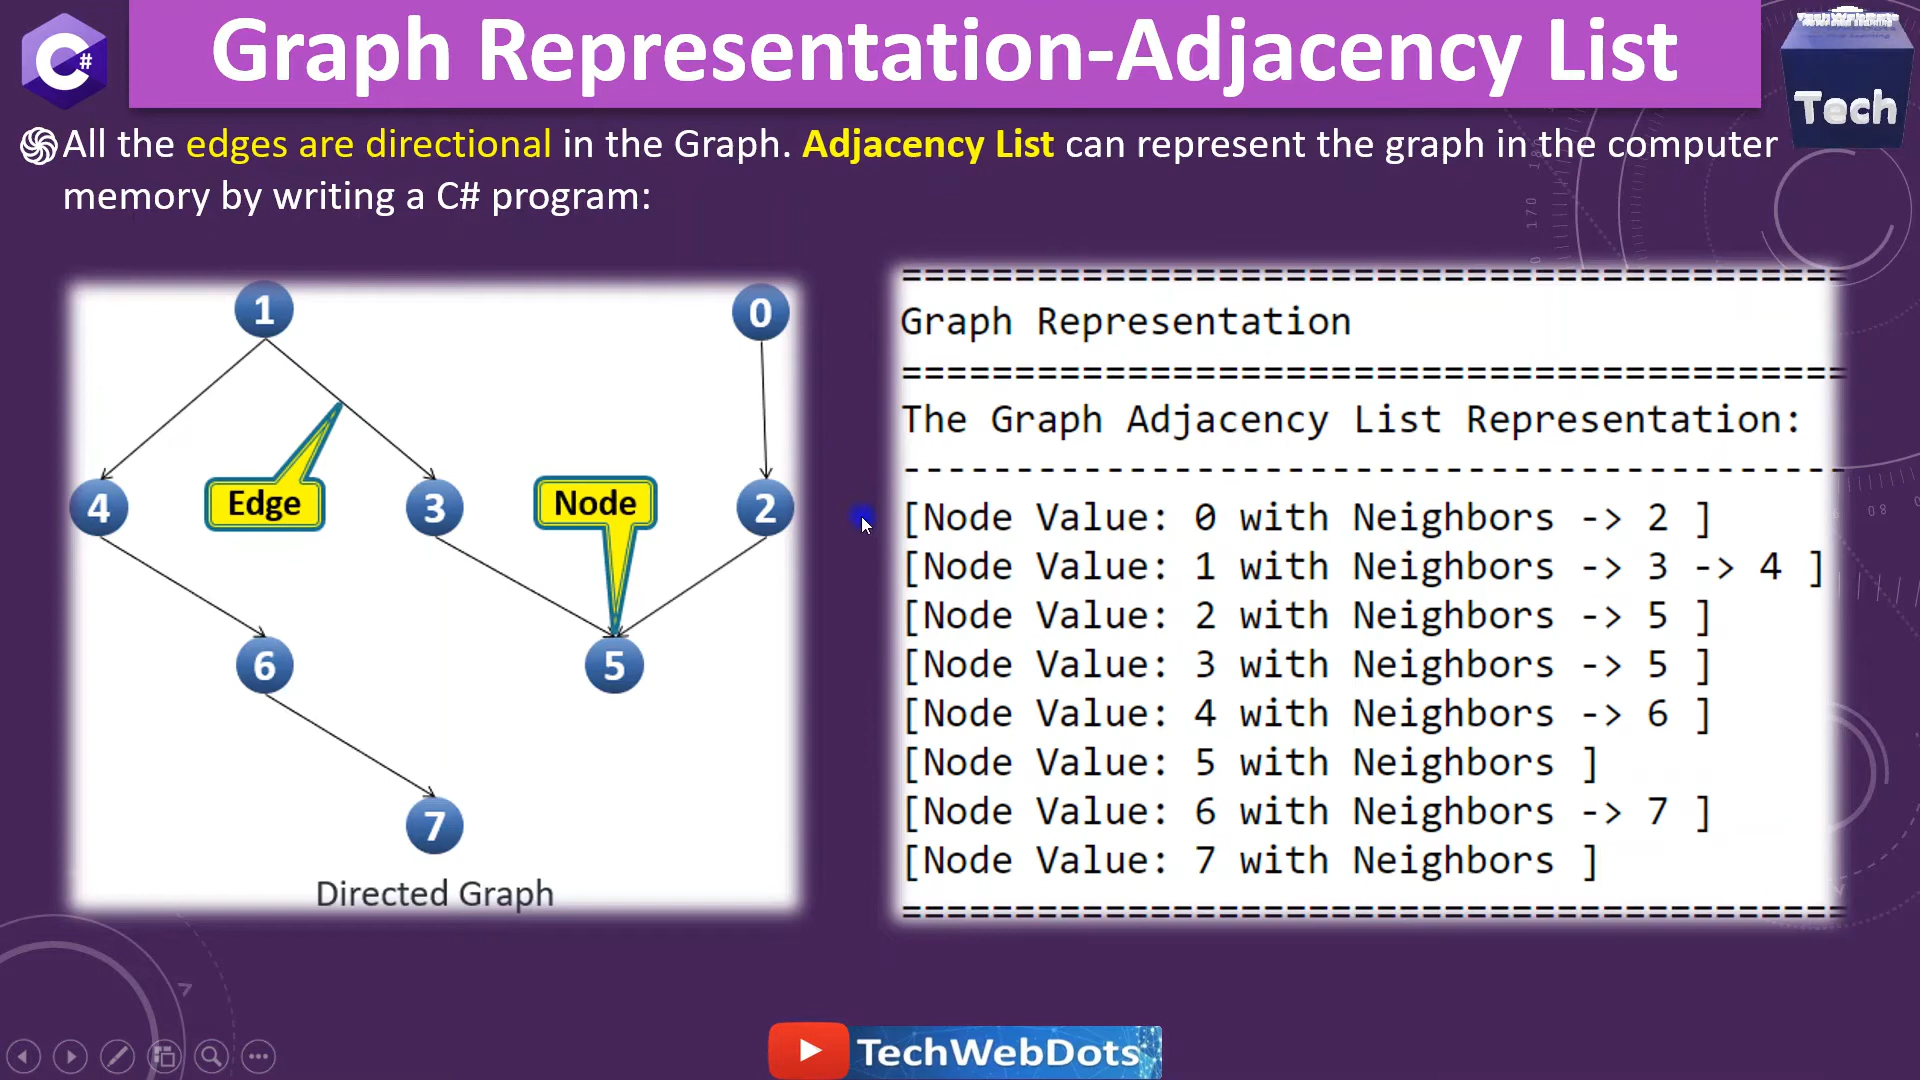 Graph Representation-Adjacency List
C#
Tech
All the edges are directional in the Graph. Adjacency List can represent the graph in the computer
memory by writing a C# program:
1
0
4
Edge
3
Node
2
6
5
7
Directed Graph
===========================================
Graph Representation
===========================================
The Graph Adjacency List Representation:
-------------------------------------------
[Node Value: 0 with Neighbors -> 2 ]
[Node Value: 1 with Neighbors -> 3 -> 4 ]
[Node Value: 2 with Neighbors -> 5 ]
[Node Value: 3 with Neighbors -> 5 ]
[Node Value: 4 with Neighbors -> 6 ]
[Node Value: 5 with Neighbors ]
[Node Value: 6 with Neighbors -> 7 ]
[Node Value: 7 with Neighbors ]
===========================================
TechWebDots